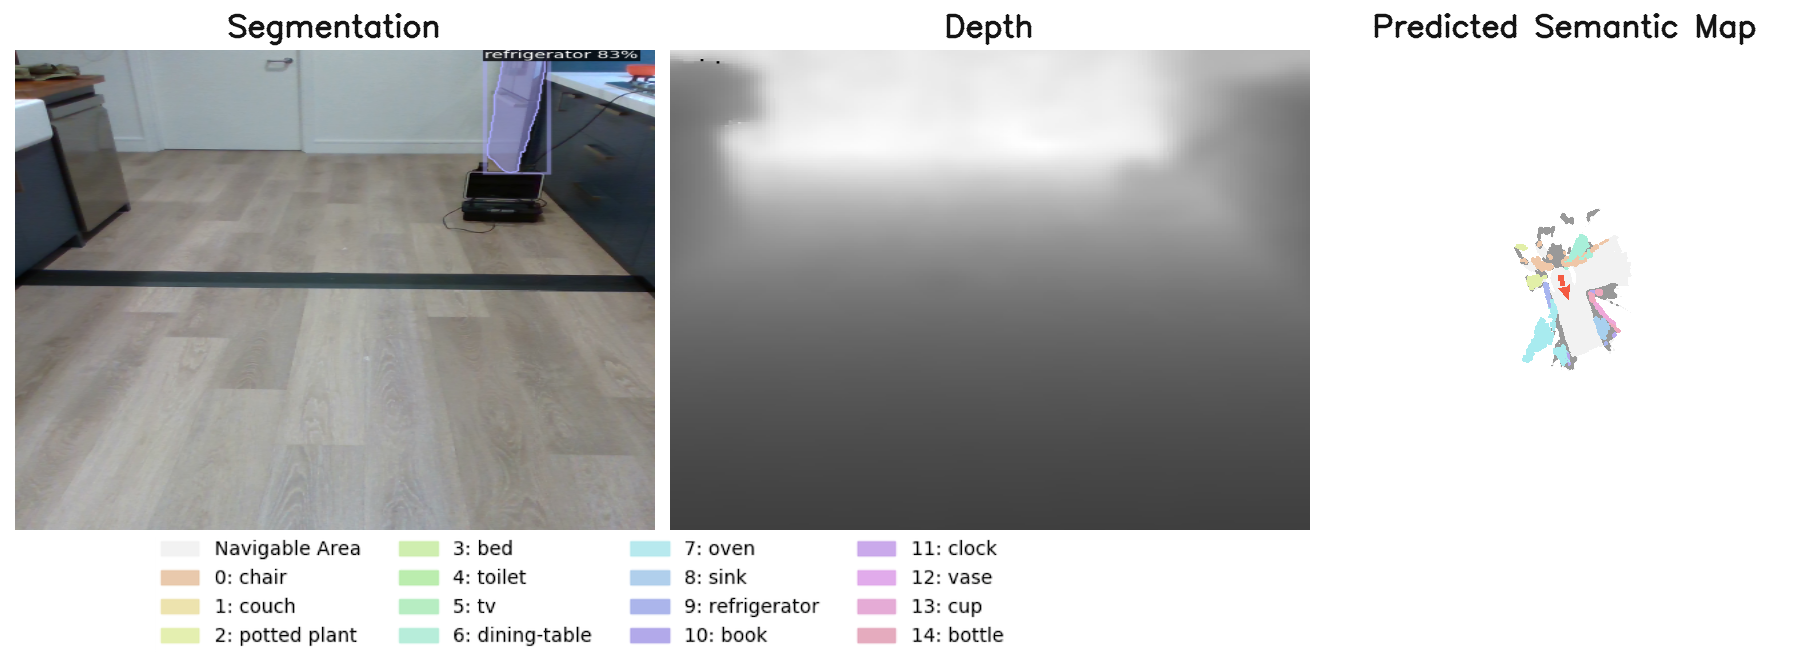 Segmentation
Depth
Predicted Semantic Map
refrigerator 83%
Navigable Area
0: chair
1: couch
2: potted plant
3: bed
4: toilet
5: tv
6: dining-table
7: oven
8: sink
9: refrigerator
10: book
11: clock
12: vase
13: cup
14: bottle